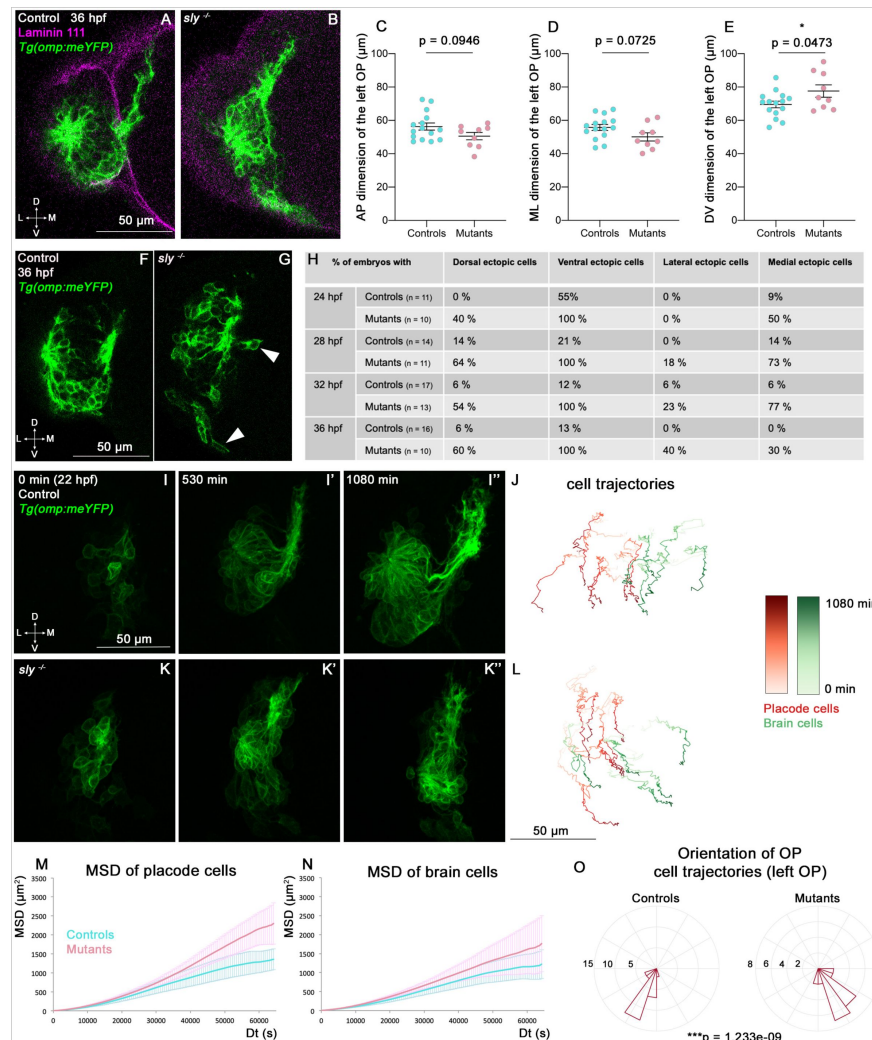 Control 36 hpf A
Laminin 111
Tg(omp:meYFP)
D
L M
V
50 µm
sly -/- B
C
p = 0.0946
AP dimension of the left OP (µm)
100
80
60
40
20
0
Controls Mutants
D
p = 0.0725
ML dimension of the left OP (µm)
100
80
60
40
20
0
Controls Mutants
E
*
p = 0.0473
DV dimension of the left OP (µm)
100
80
60
40
20
0
Controls Mutants
Control F
36 hpf
Tg(omp:meYFP)
D
L M
V
50 µm
sly -/- G
H
% of embryos with Dorsal ectopic cells Ventral ectopic cells Lateral ectopic cells Medial ectopic cells
24 hpf Controls (n = 11) 0 % 55% 0 % 9%
Mutants (n = 10) 40 % 100 % 0 % 50 %
28 hpf Controls (n = 14) 14 % 21 % 0 % 14 %
Mutants (n = 11) 64 % 100 % 18 % 73 %
32 hpf Controls (n = 17) 6 % 12 % 6 % 6 %
Mutants (n = 13) 54 % 100 % 23 % 77 %
36 hpf Controls (n = 16) 6 % 13 % 0 % 0 %
Mutants (n = 10) 60 % 100 % 40 % 30 %
0 min (22 hpf) I
Control
Tg(omp:meYFP)
D
L M
V
50 µm
530 min I'
1080 min I''
J
cell trajectories
1080 min
0 min
Placode cells
Brain cells
sly -/- K
K'
K''
L
50 µm
M
MSD of placode cells
MSD (µm²)
3500
3000
2500
2000
1500
1000
500
0
Controls
Mutants
0 10000 20000 30000 40000 50000 60000
Dt (s)
N
MSD of brain cells
MSD (µm²)
3500
3000
2500
2000
1500
1000
500
0
0 10000 20000 30000 40000 50000 60000
Dt (s)
O
Orientation of OP
cell trajectories (left OP)
Controls Mutants
15 10 5
8 6 4 2
***p = 1.233e-09